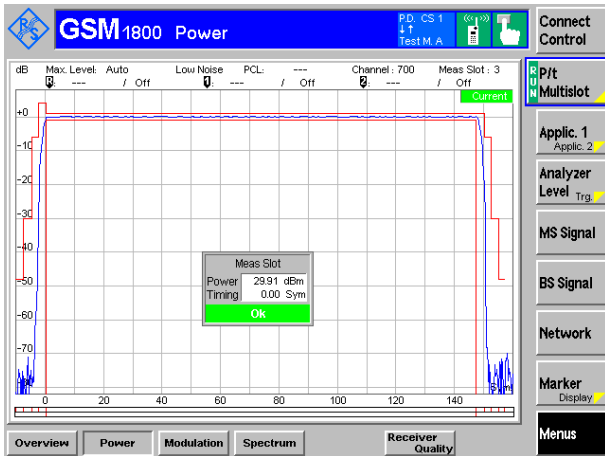 R S
GSM 1800 Power
P.D. CS 1
Test M. A
Connect
Control
dB Max. Level: Auto Low Noise PCL: --- Channel : 700 Meas Slot : 3
R: --- / Off 1: --- / Off 2: --- / Off
Current
RUN
P/t
Multislot
Applic. 1
Applic. 2
Analyzer
Level Trg.
MS Signal
BS Signal
Network
Marker
Display
Menus
+0
-10
-20
-30
-40
-50
-60
-70
Meas Slot
Power 29.91 dBm
Timing 0.00 Sym
Ok
0 20 40 60 80 100 120 140
Overview Power Modulation Spectrum Receiver
Quality